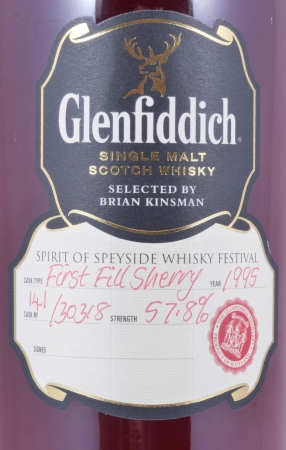 Glenfiddich
SINGLE MALT
SCOTCH WHISKY
SELECTED BY
BRIAN KINSMAN
SPIRIT OF SPEYSIDE WHISKY FESTIVAL
CASK TYPE First Fill Sherry YEAR 1995
CASK Nº 141/30318 STRENGTH 57.8%
SIGNED